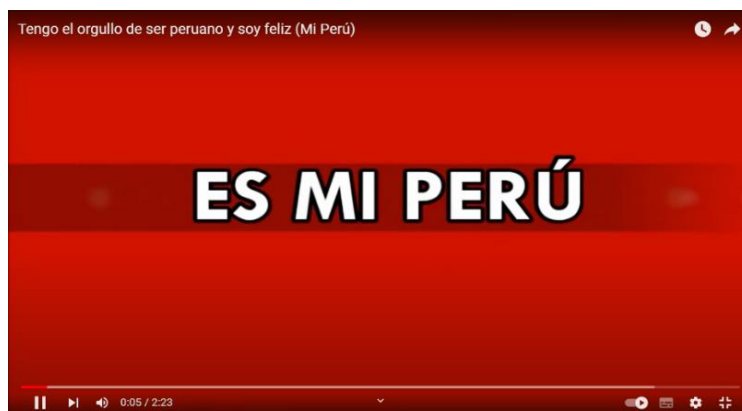 Tengo el orgullo de ser peruano y soy feliz (Mi Perú)
ES MI PERÚ
0:05 / 2:23